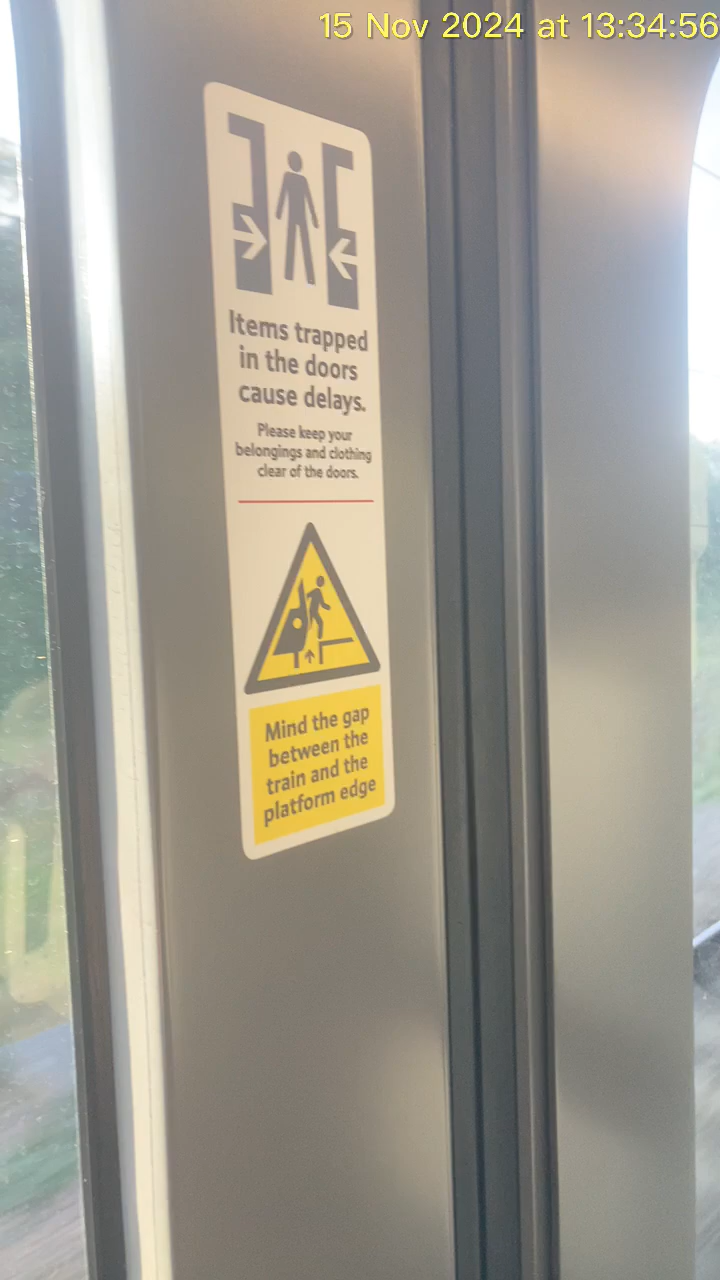 15 Nov 2024 at 13:34:56
Items trapped
in the doors
cause delays.
Please keep your
belongings and clothing
clear of the doors.
Mind the gap
between the
train and the
platform edge